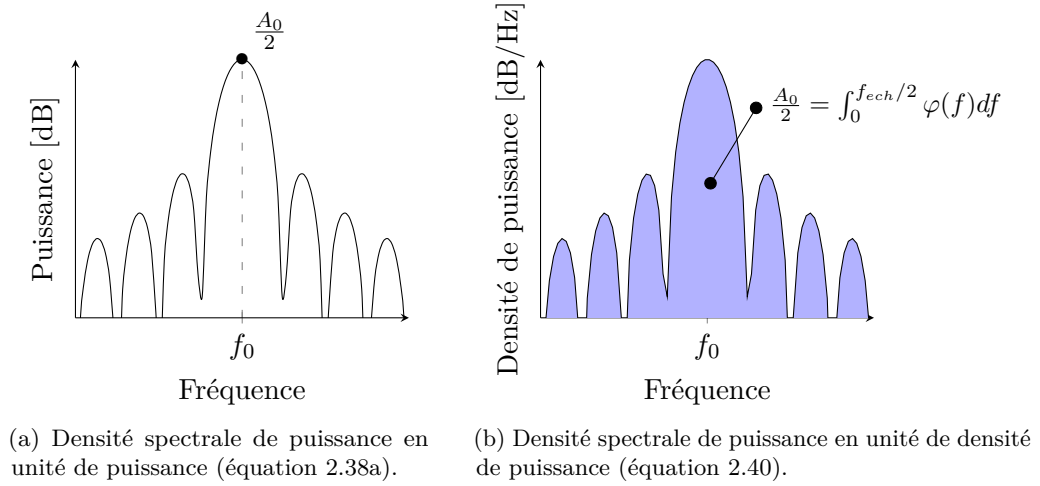 A₀/2
Puissance [dB]
f₀
Fréquence
(a) Densité spectrale de puissance en
unité de puissance (équation 2.38a).
Densité de puissance [dB/Hz]
A₀/2 = ∫₀^{f_{ech}/2} φ(f)df
f₀
Fréquence
(b) Densité spectrale de puissance en unité de densité
de puissance (équation 2.40).